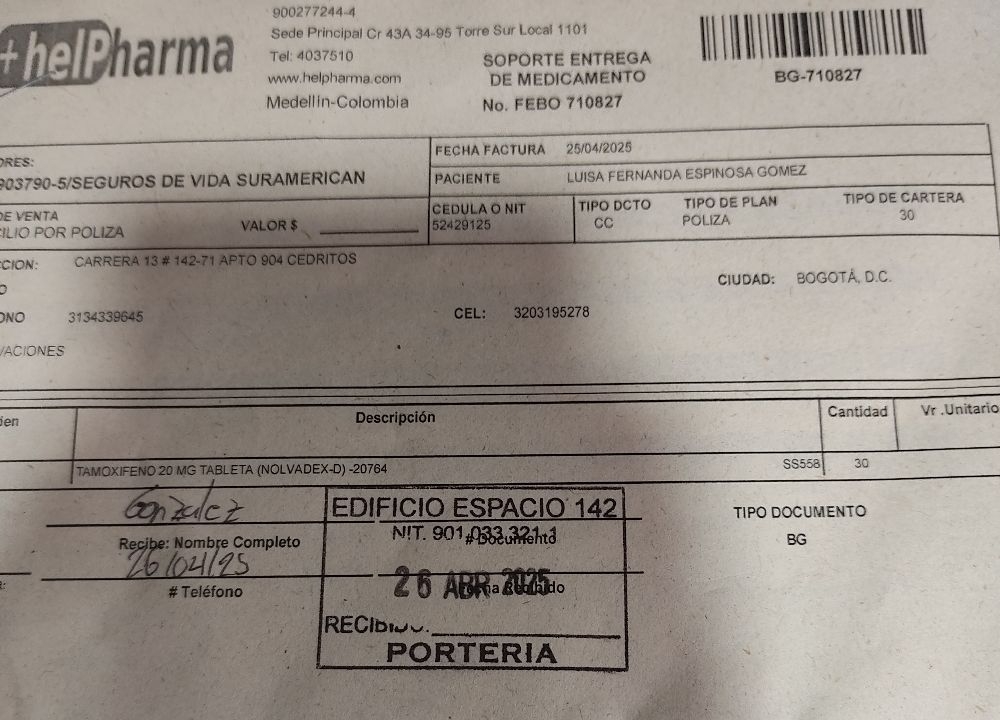 900277244-4
+helPharma
Sede Principal Cr 43A 34-95 Torre Sur Local 1101
Tel: 4037510
www.helpharma.com
Medellín-Colombia
SOPORTE ENTREGA
DE MEDICAMENTO
No. FEBO 710827
BG-710827
ORES:
903790-5/SEGUROS DE VIDA SURAMERICAN
FECHA FACTURA 25/04/2025
PACIENTE LUISA FERNANDA ESPINOSA GOMEZ
DE VENTA
CILIO POR POLIZA
VALOR $
CEDULA O NIT
52429125
TIPO DCTO
CC
TIPO DE PLAN
POLIZA
TIPO DE CARTERA
30
CCION: CARRERA 13 # 142-71 APTO 904 CEDRITOS
O
CIUDAD: BOGOTÁ, D.C.
ONO 3134339645
CEL: 3203195278
VACIONES
Descripción Cantidad Vr .Unitario
TAMOXIFENO 20 MG TABLETA (NOLVADEX-D) -20764 SS558 30
Gonzalez
Recibe: Nombre Completo
26/04/25
# Teléfono
EDIFICIO ESPACIO 142
NIT. 901.033.321-1
# Documento
26 ABR 2025
RECIBIDO:
PORTERIA
TIPO DOCUMENTO
BG